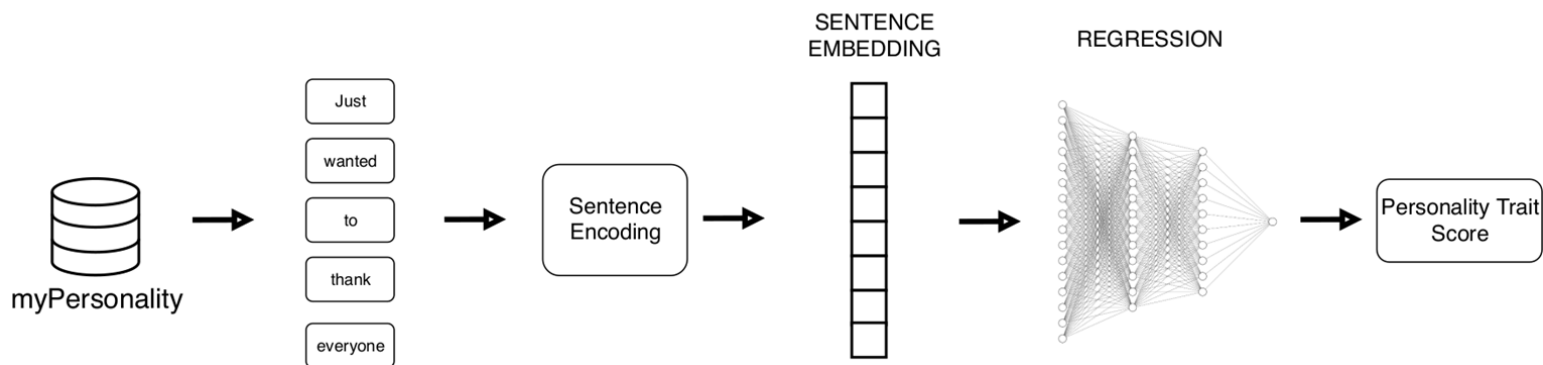 myPersonality
Just
wanted
to
thank
everyone
Sentence
Encoding
SENTENCE
EMBEDDING
REGRESSION
Personality Trait
Score